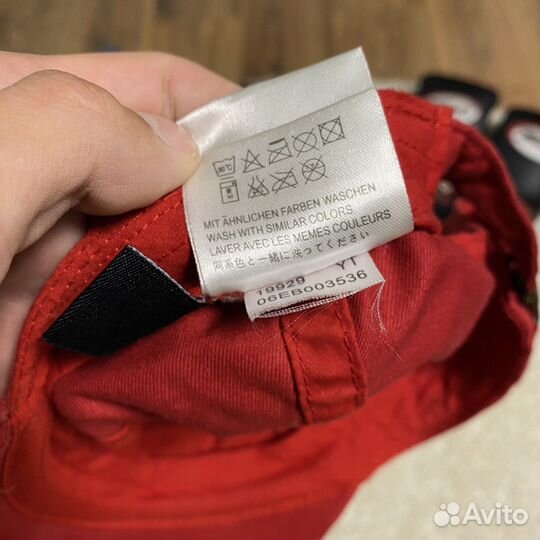 30°C
MIT ÄHNLICHEN FARBEN WASCHEN
WASH WITH SIMILAR COLORS
LAVER AVEC LES MEMES COULEURS
同系色と一緒に洗ってください
19929 YT
06EB003536
Avito